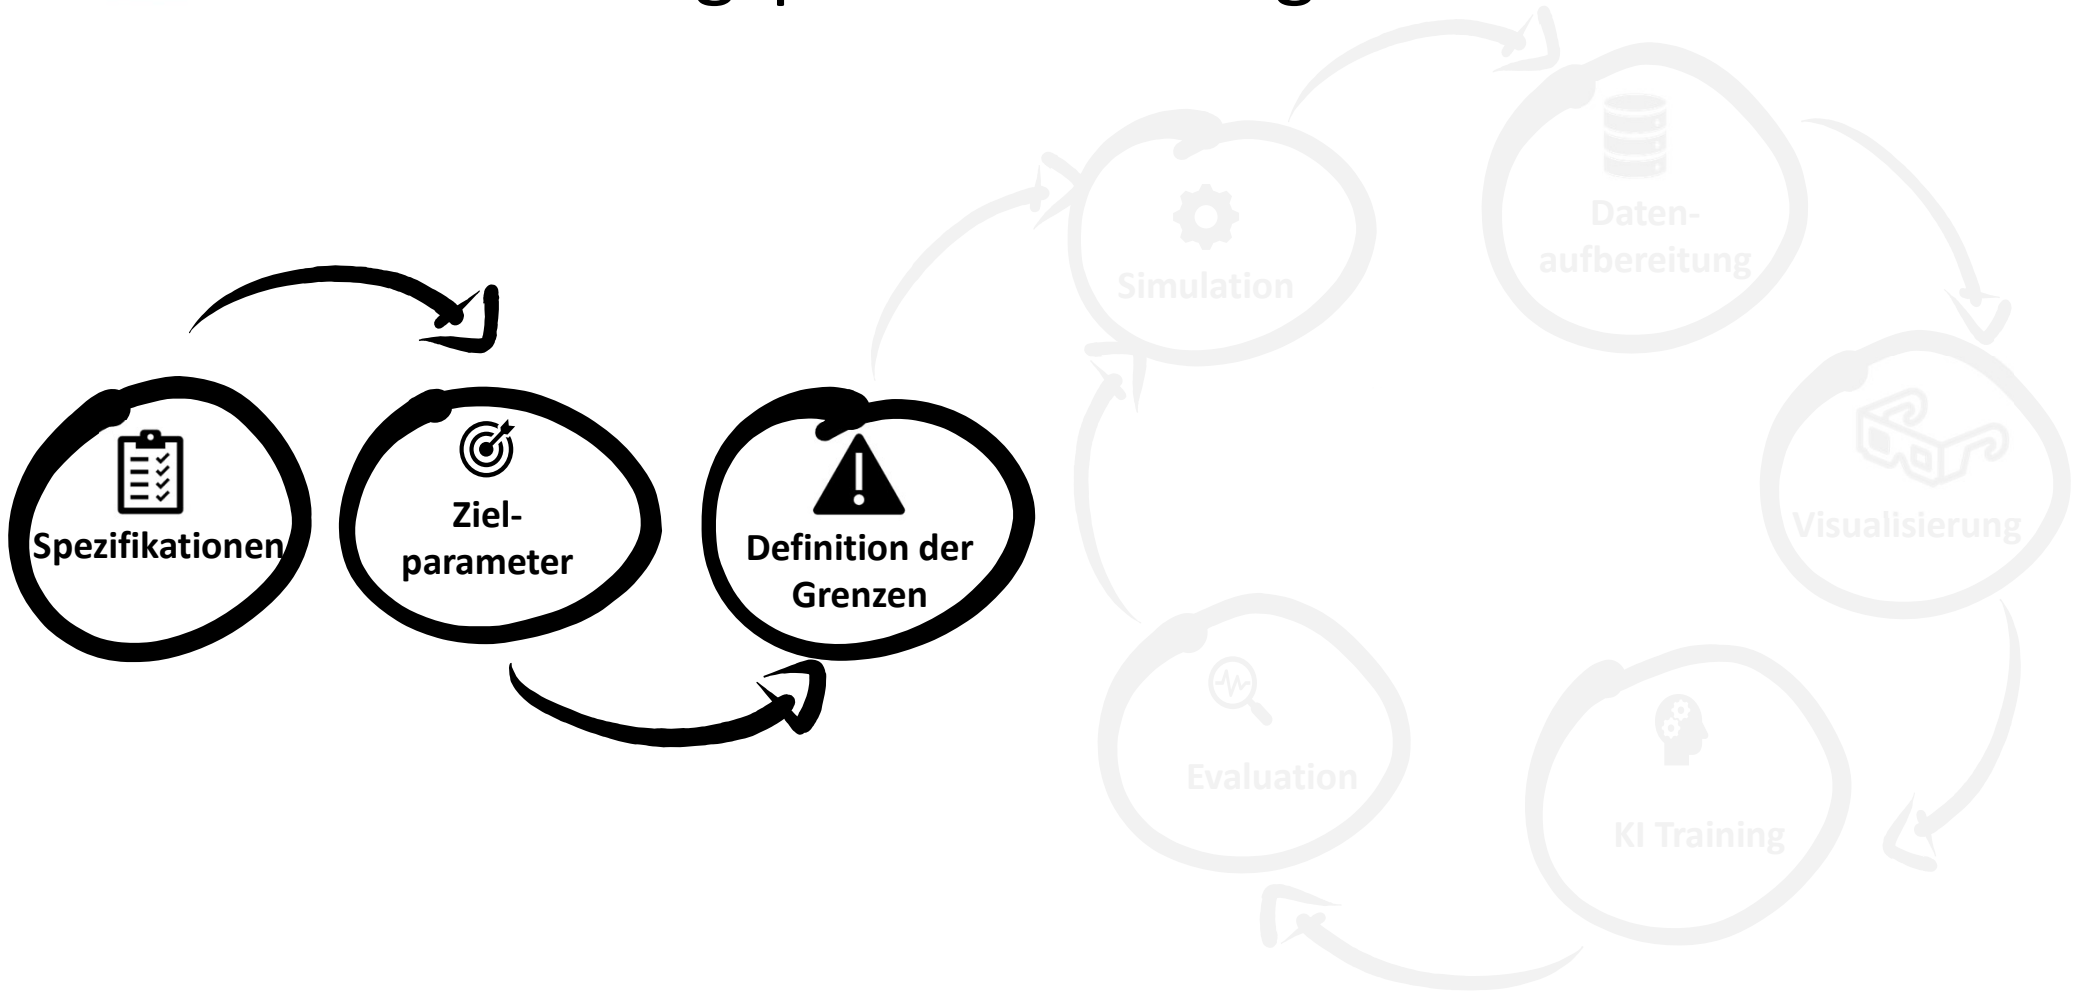 Spezifikationen
Ziel-
parameter
Definition der
Grenzen
Simulation
Daten-
aufbereitung
Visualisierung
KI Training
Evaluation